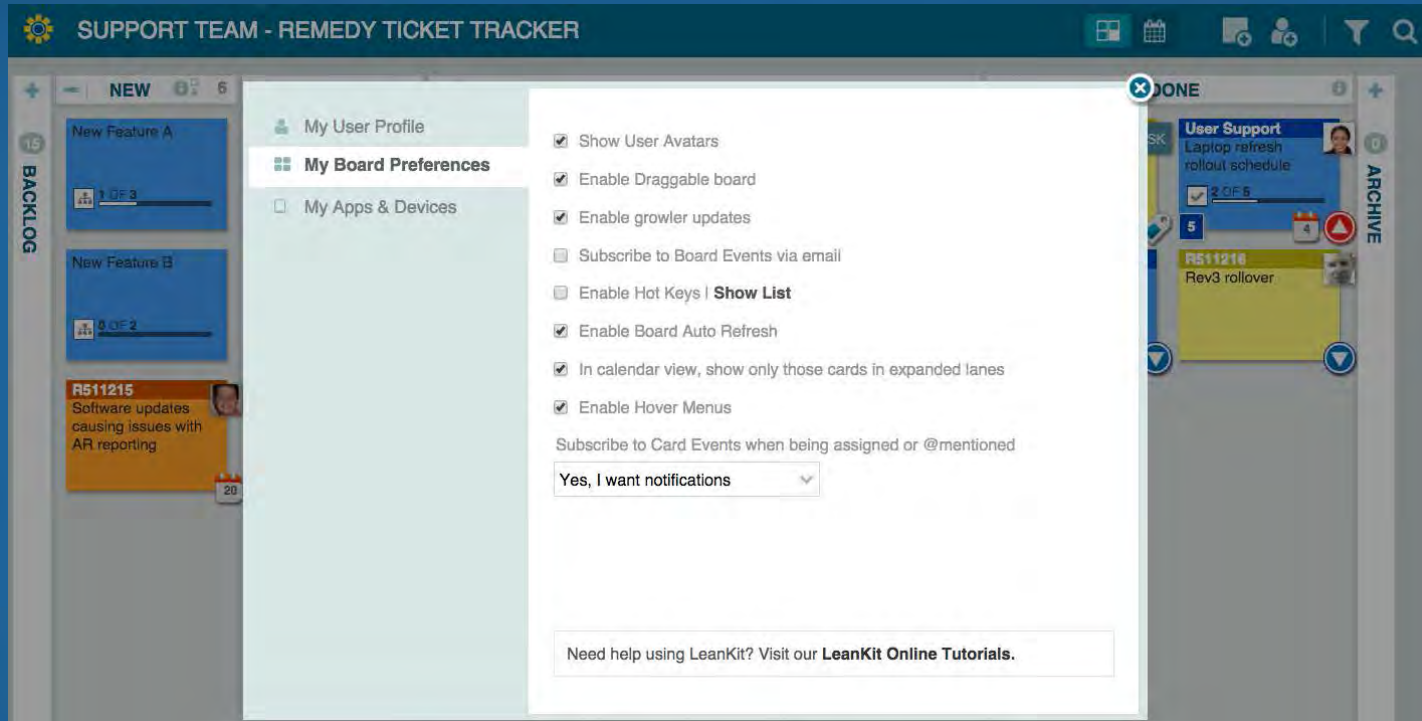 SUPPORT TEAM - REMEDY TICKET TRACKER
NEW 6
DONE
15
BACKLOG
New Feature A
1 OF 3
New Feature B
0 OF 2
R511215
Software updates
causing issues with
AR reporting
20
My User Profile
My Board Preferences
My Apps & Devices
Show User Avatars
Enable Draggable board
Enable growler updates
Subscribe to Board Events via email
Enable Hot Keys | Show List
Enable Board Auto Refresh
In calendar view, show only those cards in expanded lanes
Enable Hover Menus
Subscribe to Card Events when being assigned or @mentioned
Yes, I want notifications
Need help using LeanKit? Visit our LeanKit Online Tutorials.
SK
User Support
Laptop refresh
rollout schedule
2 OF 5
5
4
R511216
Rev3 rollover
0
ARCHIVE